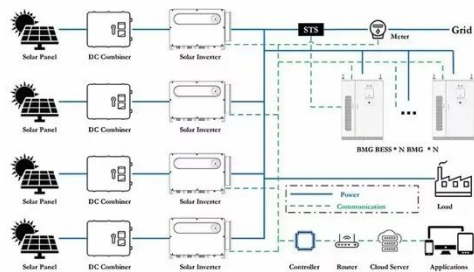 STS
Meter
Grid
Solar Panel
DC Combiner
Solar Inverter
Solar Panel
DC Combiner
Solar Inverter
BMG BESS * N BMG * N
Solar Panel
DC Combiner
Solar Inverter
Power
Communication
Load
Solar Panel
DC Combiner
Solar Inverter
Controller
Router
Cloud Server
Applications